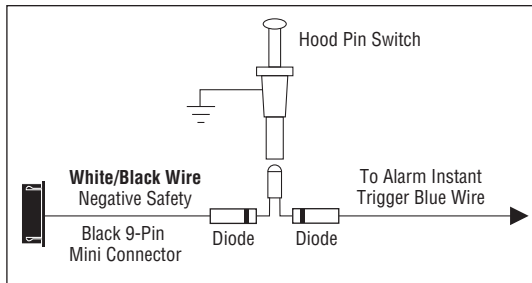 Hood Pin Switch
White/Black Wire
Negative Safety
Black 9-Pin
Mini Connector
Diode
Diode
To Alarm Instant
Trigger Blue Wire